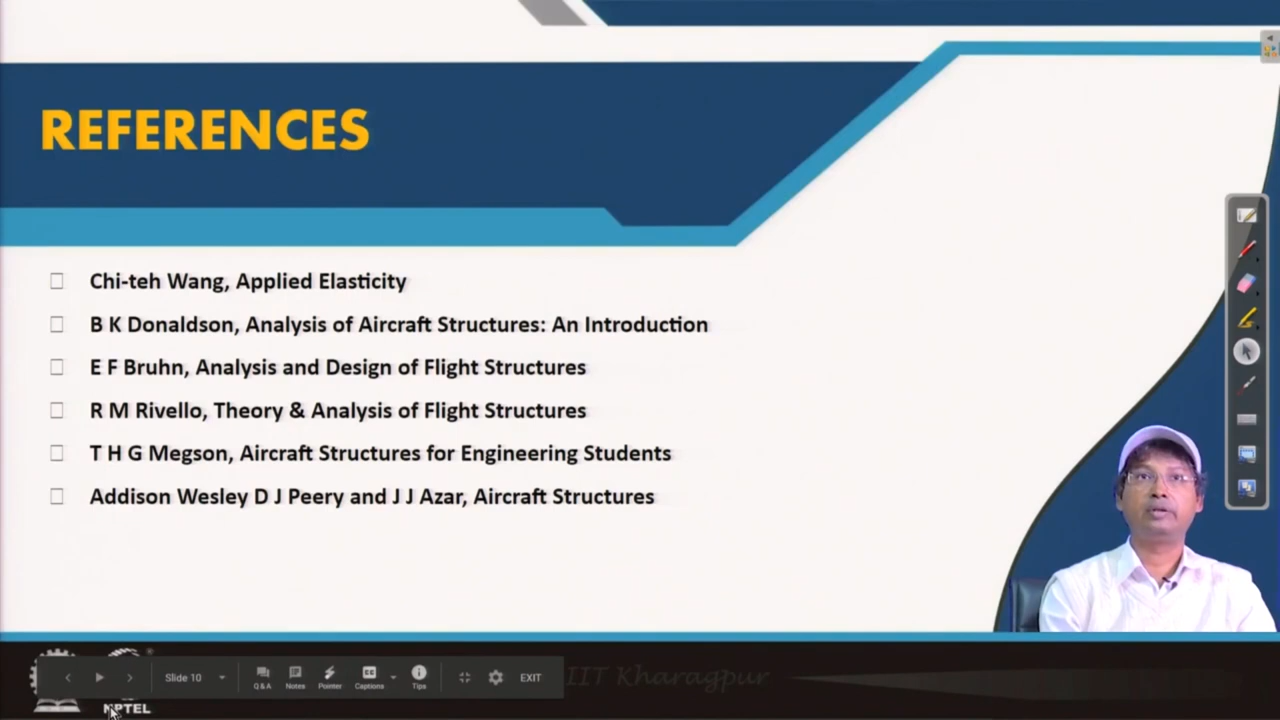 REFERENCES
Chi-teh Wang, Applied Elasticity
B K Donaldson, Analysis of Aircraft Structures: An Introduction
E F Bruhn, Analysis and Design of Flight Structures
R M Rivello, Theory & Analysis of Flight Structures
T H G Megson, Aircraft Structures for Engineering Students
Addison Wesley D J Peery and J J Azar, Aircraft Structures
Slide 10
Q&A Notes Pointer Captions Tips EXIT
IIT Kharagpur
NPTEL